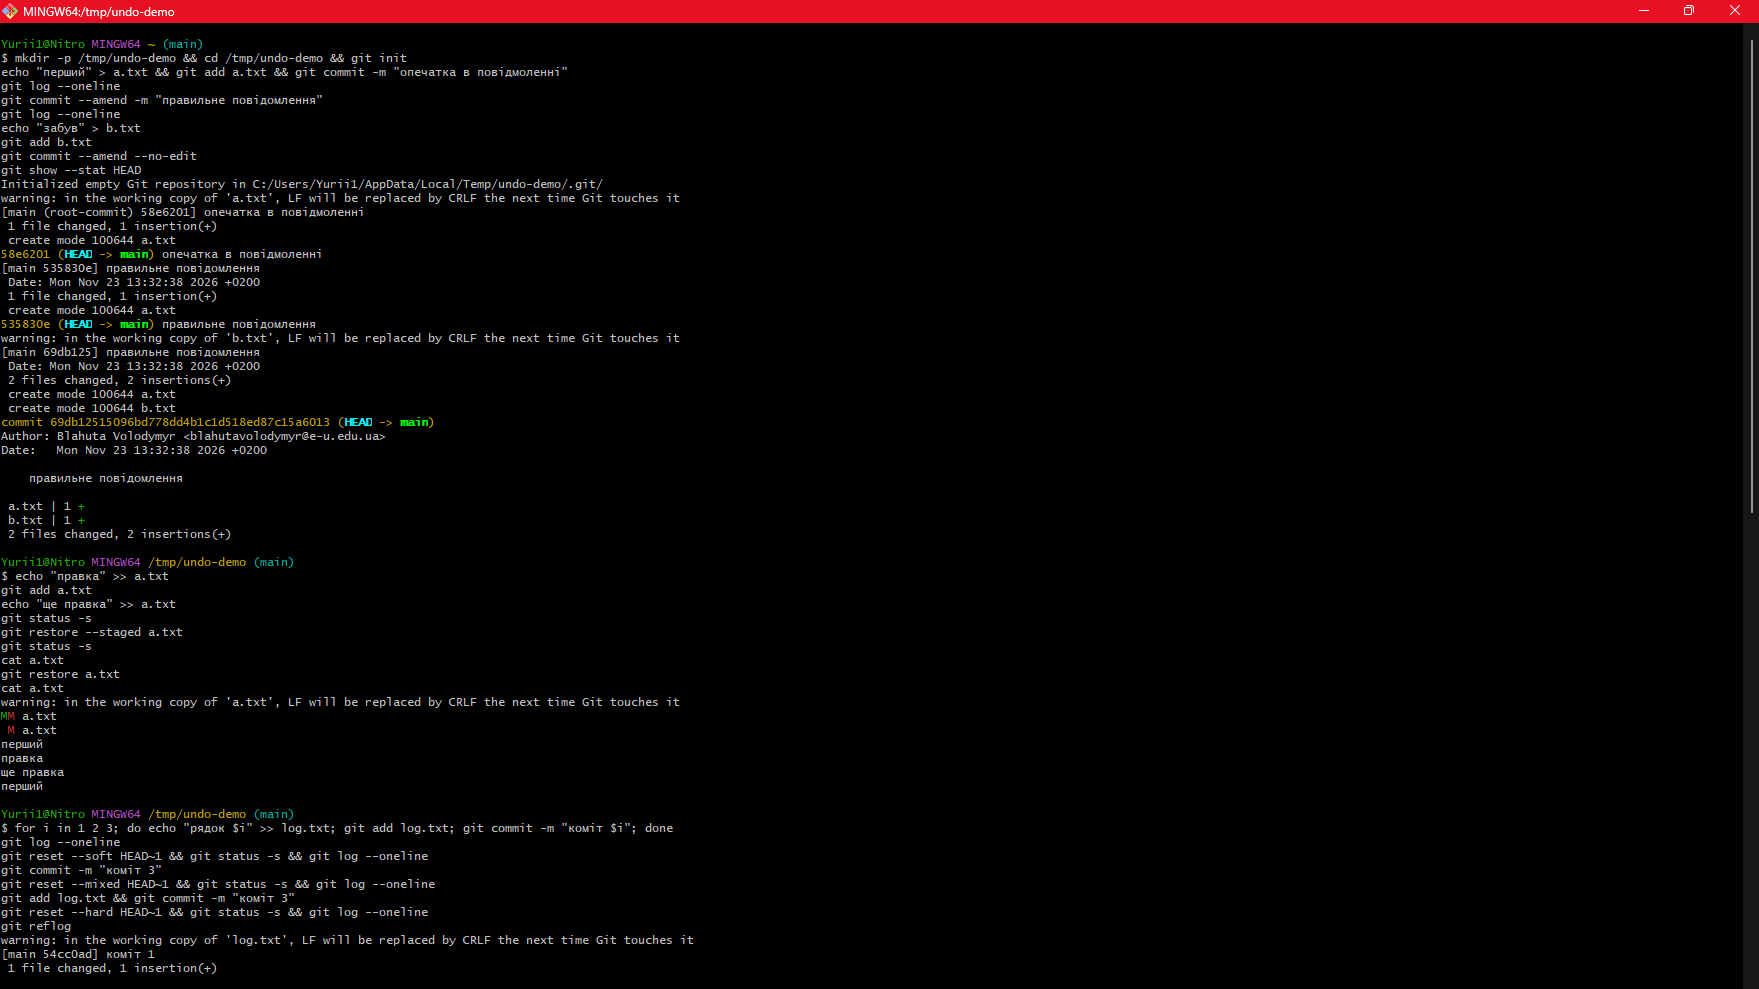 MINGW64:/tmp/undo-demo
Yurii1@Nitro MINGW64 ~ (main)
$ mkdir -p /tmp/undo-demo && cd /tmp/undo-demo && git init
echo "перший" > a.txt && git add a.txt && git commit -m "опечатка в повідмоленні"
git log --oneline
git commit --amend -m "правильне повідомлення"
git log --oneline
echo "забув" > b.txt
git add b.txt
git commit --amend --no-edit
git show --stat HEAD
Initialized empty Git repository in C:/Users/Yurii1/AppData/Local/Temp/undo-demo/.git/
warning: in the working copy of 'a.txt', LF will be replaced by CRLF the next time Git touches it
[main (root-commit) 58e6201] опечатка в повідмоленні
 1 file changed, 1 insertion(+)
 create mode 100644 a.txt
58e6201 (HEAD -> main) опечатка в повідмоленні
[main 535830e] правильне повідомлення
 Date: Mon Nov 23 13:32:38 2026 +0200
 1 file changed, 1 insertion(+)
 create mode 100644 a.txt
535830e (HEAD -> main) правильне повідомлення
warning: in the working copy of 'b.txt', LF will be replaced by CRLF the next time Git touches it
[main 69db125] правильне повідомлення
 Date: Mon Nov 23 13:32:38 2026 +0200
 2 files changed, 2 insertions(+)
 create mode 100644 a.txt
 create mode 100644 b.txt
commit 69db12515096bd778dd4b1c1d518ed87c15a6013 (HEAD -> main)
Author: Blahuta Volodymyr <blahutavolodymyr@e-u.edu.ua>
Date:   Mon Nov 23 13:32:38 2026 +0200
    правильне повідомлення
 a.txt | 1 +
 b.txt | 1 +
 2 files changed, 2 insertions(+)
Yurii1@Nitro MINGW64 /tmp/undo-demo (main)
$ echo "правка" >> a.txt
git add a.txt
echo "ще правка" >> a.txt
git status -s
git restore --staged a.txt
git status -s
cat a.txt
git restore a.txt
cat a.txt
warning: in the working copy of 'a.txt', LF will be replaced by CRLF the next time Git touches it
MM a.txt
 M a.txt
перший
правка
ще правка
перший
Yurii1@Nitro MINGW64 /tmp/undo-demo (main)
$ for i in 1 2 3; do echo "рядок $i" >> log.txt; git add log.txt; git commit -m "коміт $i"; done
git log --oneline
git reset --soft HEAD~1 && git status -s && git log --oneline
git commit -m "коміт 3"
git reset --mixed HEAD~1 && git status -s && git log --oneline
git add log.txt && git commit -m "коміт 3"
git reset --hard HEAD~1 && git status -s && git log --oneline
git reflog
warning: in the working copy of 'log.txt', LF will be replaced by CRLF the next time Git touches it
[main 54cc0ad] коміт 1
 1 file changed, 1 insertion(+)